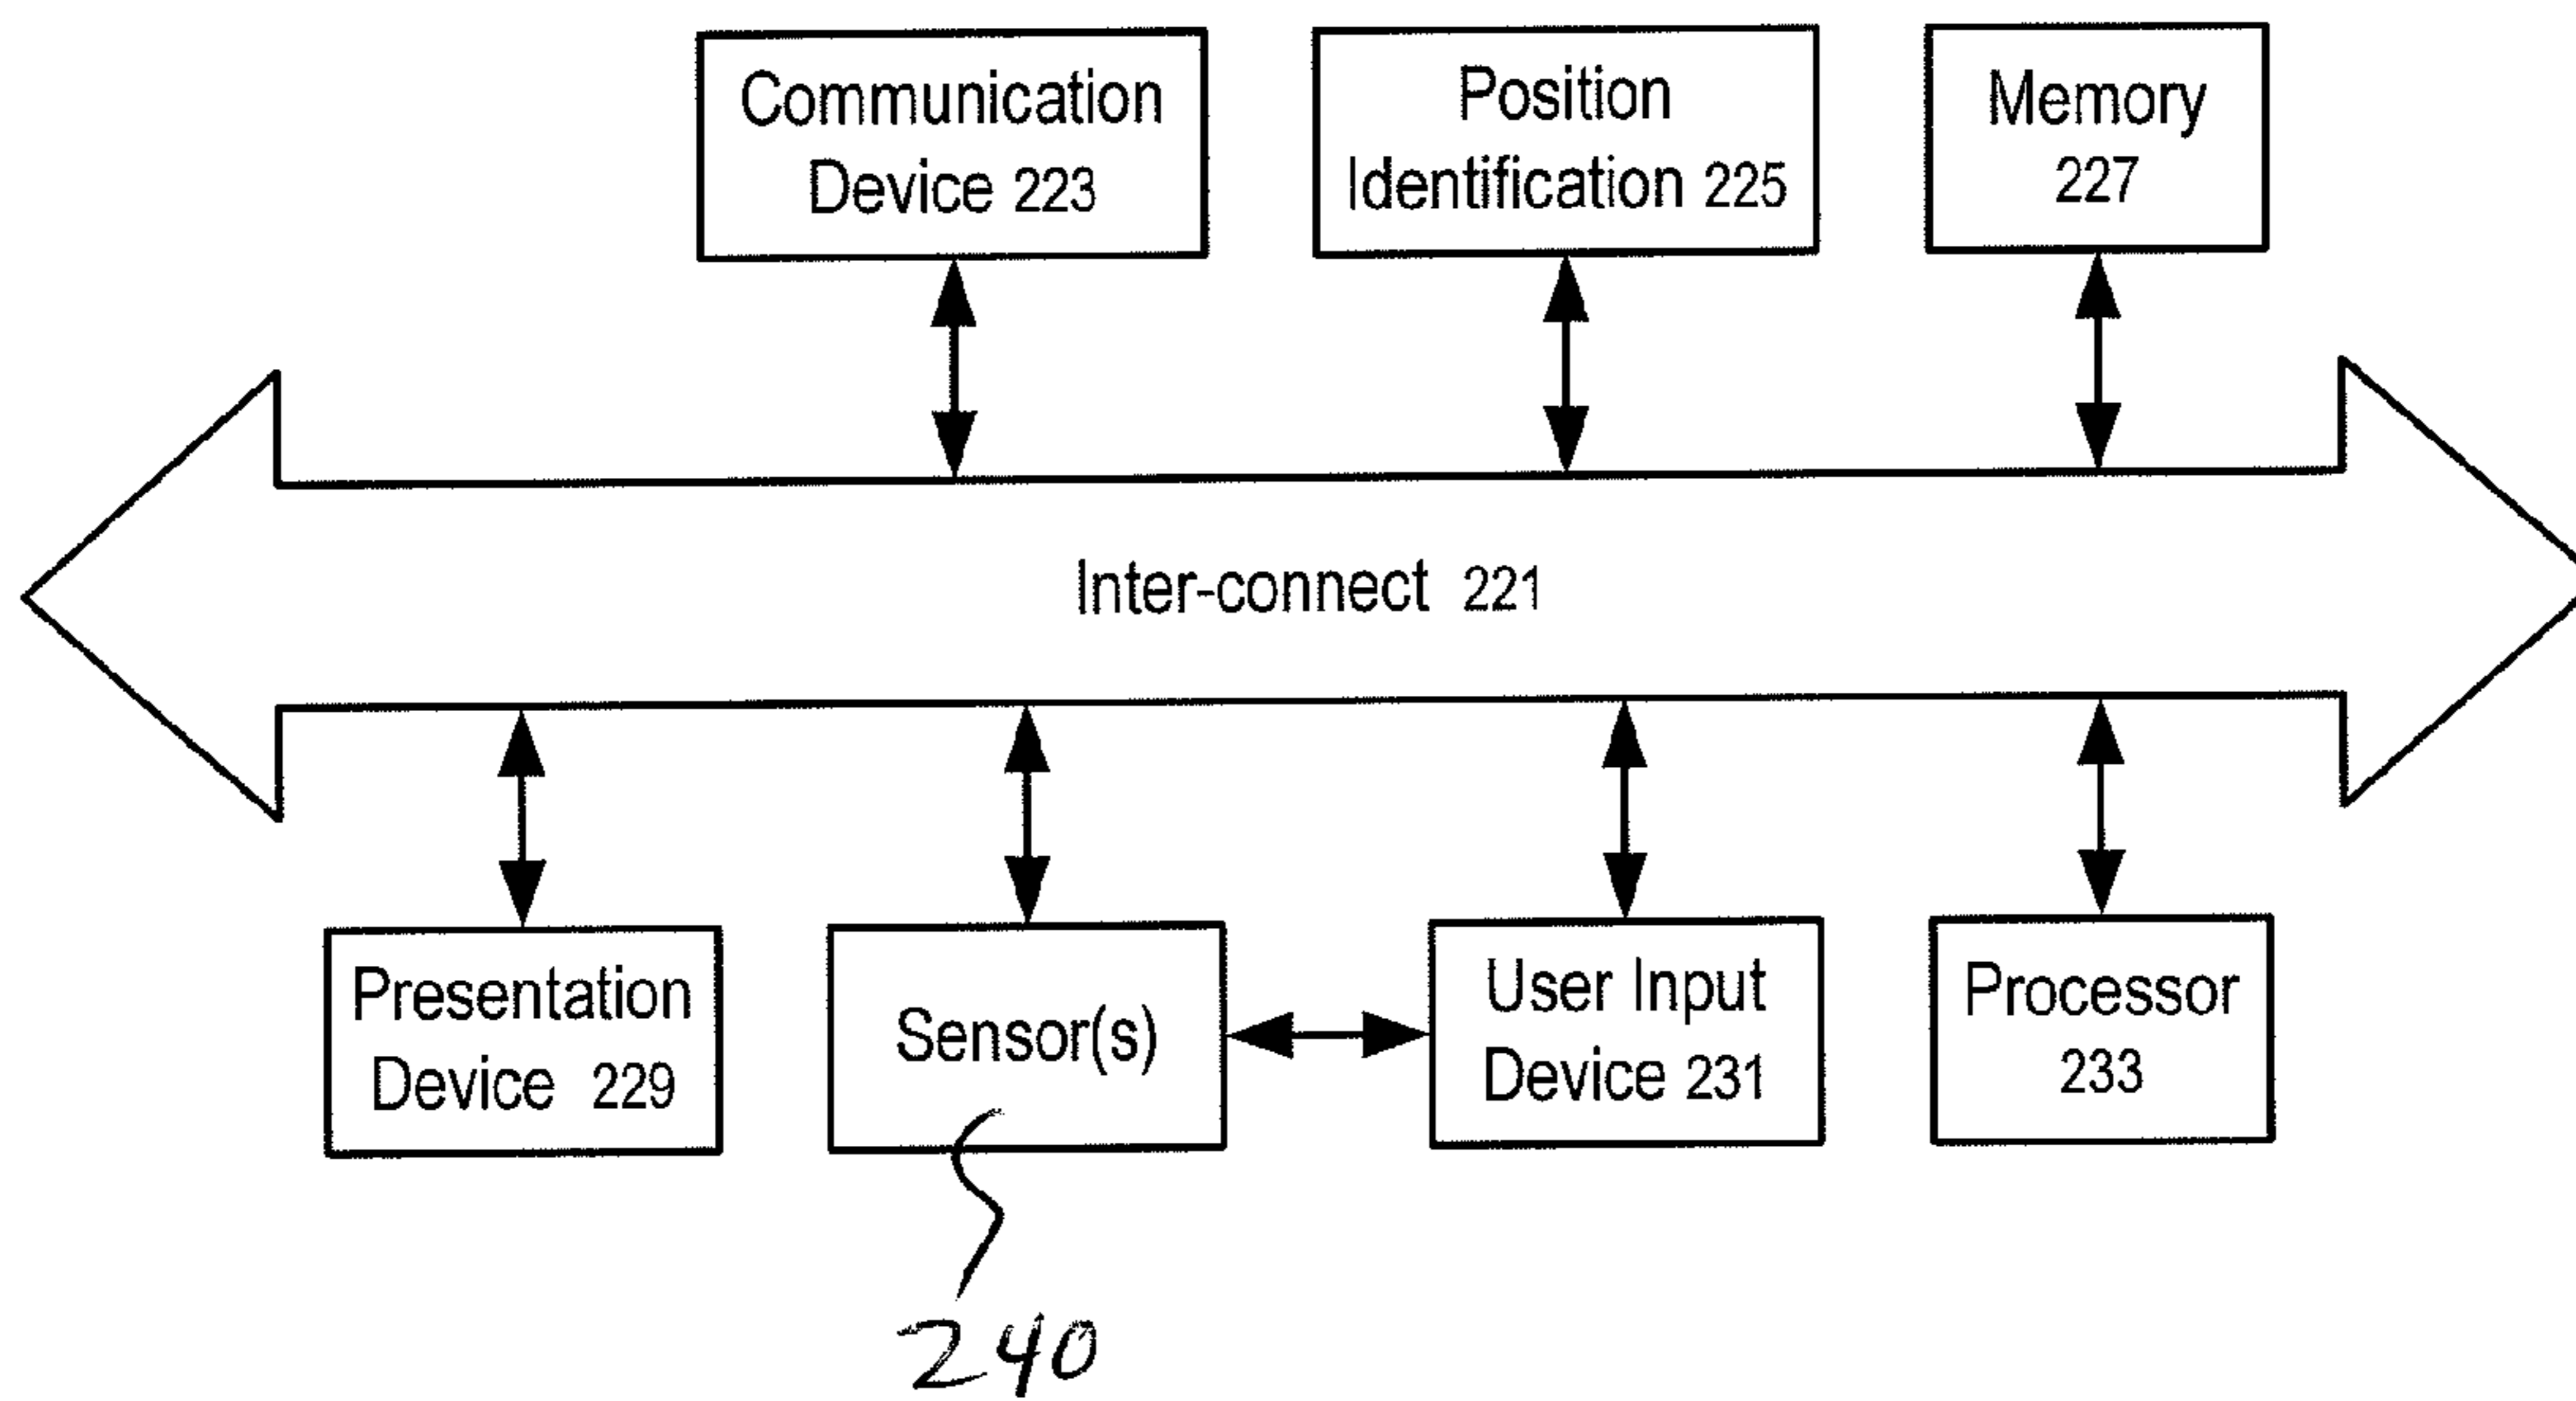 Communication
Device 223
Position
Identification 225
Memory
227
Inter-connect 221
Presentation
Device 229
Sensor(s)
User Input
Device 231
Processor
233
240